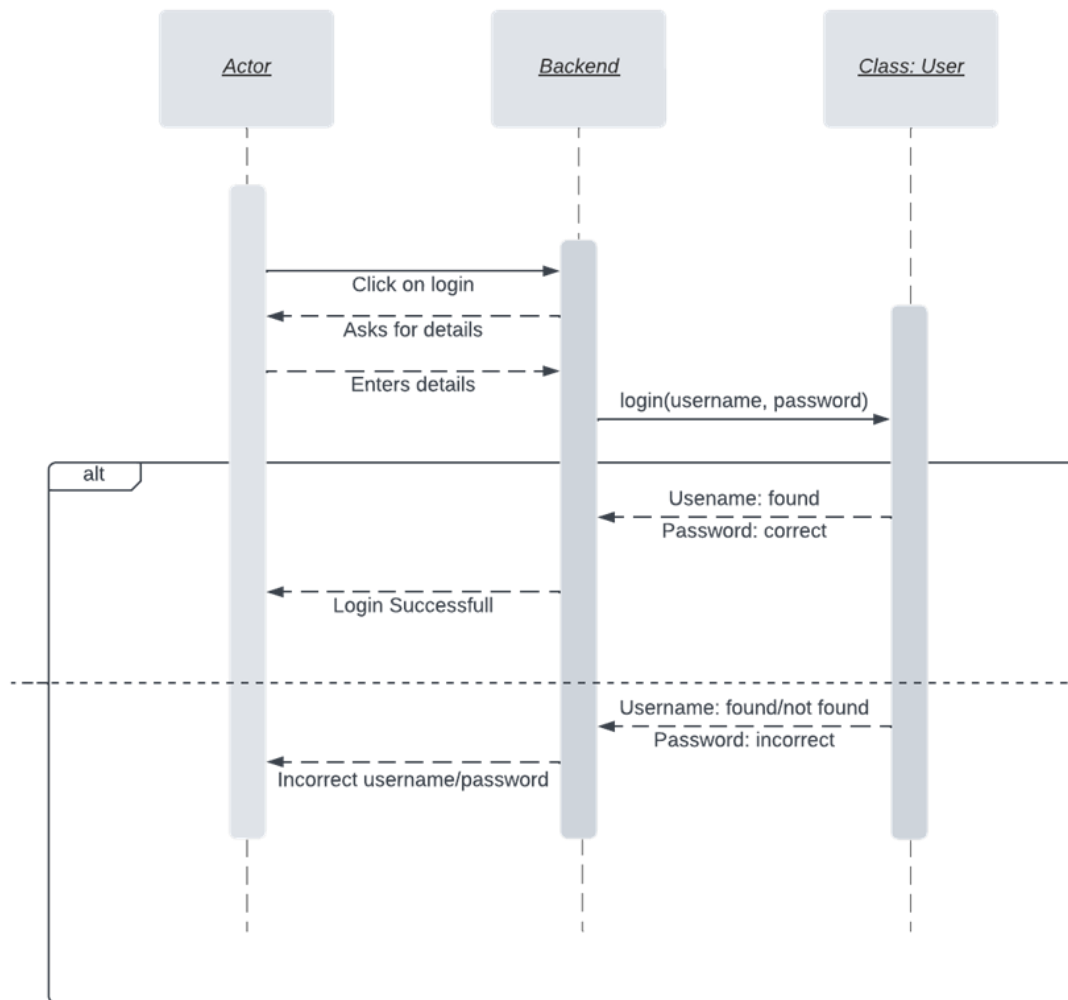 Actor
Backend
Class: User
Click on login
Asks for details
Enters details
login(username, password)
alt
Usename: found
Password: correct
Login Successfull
Username: found/not found
Password: incorrect
Incorrect username/password